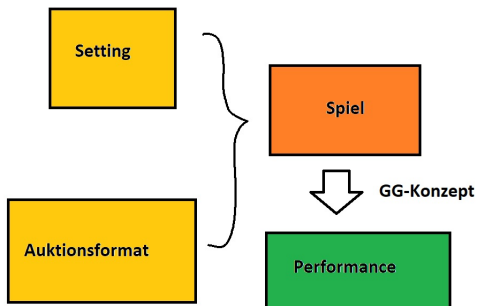 Setting
Spiel
GG-Konzept
Auktionsformat
Performance